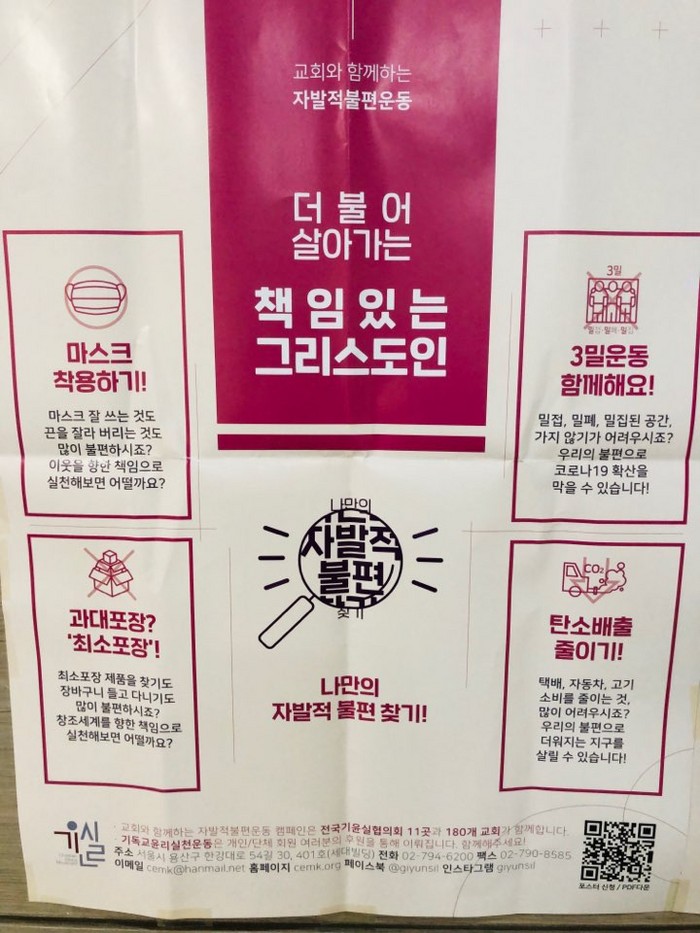 교회와 함께하는
자발적불편운동
더 불 어
살아가는
책 임 있 는
그리스도인
마스크
착용하기!
마스크 잘 쓰는 것도
끈을 잘라 버리는 것도
많이 불편하시죠?
이웃을 향한 책임으로
실천해보면 어떨까요?
3밀
밀접·밀폐·밀집
3밀운동
함께해요!
밀접, 밀폐, 밀집된 공간,
가지 않기가 어려우시죠?
우리의 불편으로
코로나19 확산을
막을 수 있습니다!
나만의
자발적
불편
찾기
나만의
자발적 불편 찾기!
과대포장?
'최소포장'!
최소포장 제품을 찾기도
장바구니 들고 다니기도
많이 불편하시죠?
창조세계를 향한 책임으로
실천해보면 어떨까요?
CO2
탄소배출
줄이기!
택배, 자동차, 고기
소비를 줄이는 것,
많이 어려우시죠?
우리의 불편으로
더워지는 지구를
살릴 수 있습니다!
기윤실
· 교회와 함께하는 자발적불편운동 캠페인은 전국기윤실협의회 11곳과 180개 교회가 함께합니다.
· 기독교윤리실천운동은 개인/단체 회원 여러분의 후원을 통해 이뤄집니다. 함께해주세요!
주소 서울시 용산구 한강대로 54길 30, 401호(세대빌딩) 전화 02-794-6200 팩스 02-790-8585
이메일 cemk@hanmail.net 홈페이지 cemk.org 페이스북 @giyunsil 인스타그램 giyunsil
포스터 신청 / PDF다운